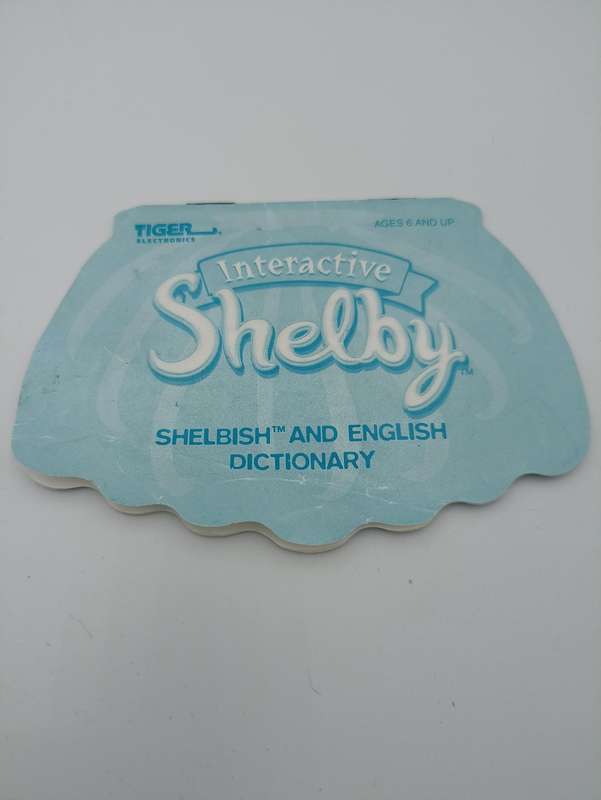 TIGER
ELECTRONICS
AGES 6 AND UP
Interactive
Shelby™
SHELBISH™ AND ENGLISH
DICTIONARY